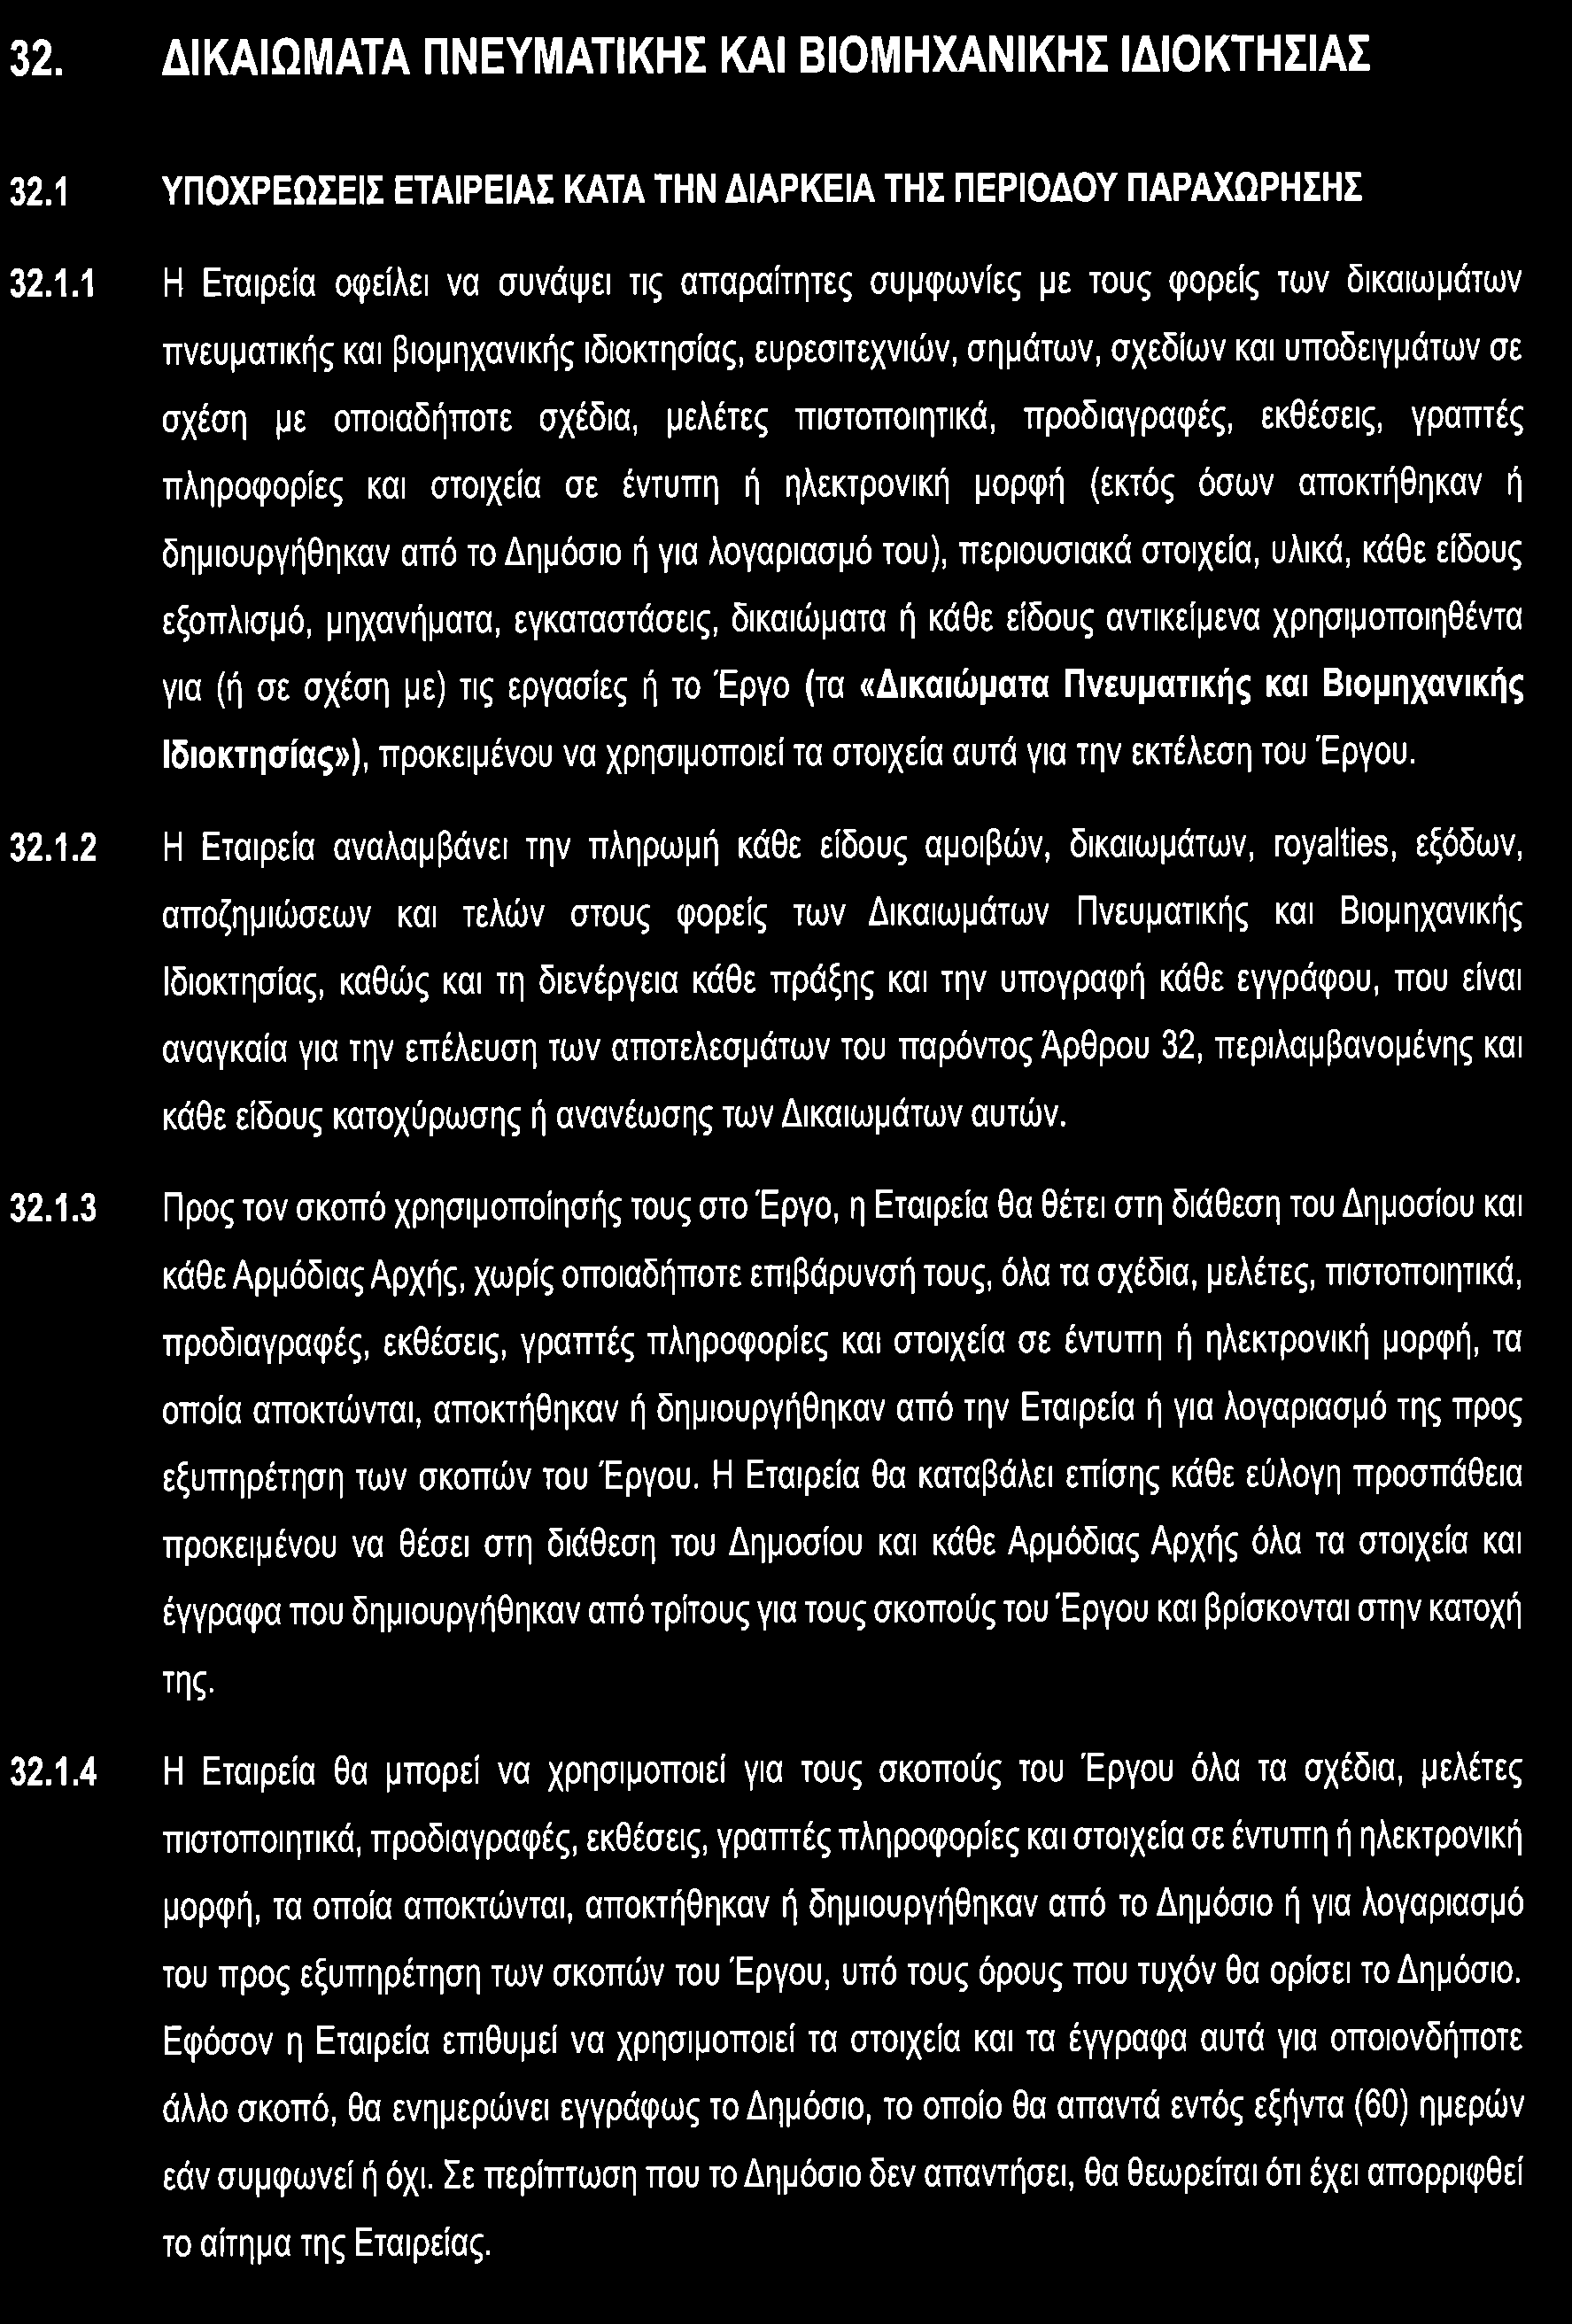 32. ΔΙΚΑΙΩΜΑΤΑ ΠΝΕΥΜΑΤΙΚΗΣ ΚΑΙ ΒΙΟΜΗΧΑΝΙΚΗΣ ΙΔΙΟΚΤΗΣΙΑΣ
32.1 ΥΠΟΧΡΕΩΣΕΙΣ ΕΤΑΙΡΕΙΑΣ ΚΑΤΑ ΤΗΝ ΔΙΑΡΚΕΙΑ ΤΗΣ ΠΕΡΙΟΔΟΥ ΠΑΡΑΧΩΡΗΣΗΣ
32.1.1 Η Εταιρεία οφείλει να συνάψει τις απαραίτητες συμφωνίες με τους φορείς των δικαιωμάτων
πνευματικής και βιομηχανικής ιδιοκτησίας, ευρεσιτεχνιών, σημάτων, σχεδίων και υποδειγμάτων σε
σχέση με οποιαδήποτε σχέδια, μελέτες πιστοποιητικά, προδιαγραφές, εκθέσεις, γραπτές
πληροφορίες και στοιχεία σε έντυπη ή ηλεκτρονική μορφή (εκτός όσων αποκτήθηκαν ή
δημιουργήθηκαν από το Δημόσιο ή για λογαριασμό του), περιουσιακά στοιχεία, υλικά, κάθε είδους
εξοπλισμό, μηχανήματα, εγκαταστάσεις, δικαιώματα ή κάθε είδους αντικείμενα χρησιμοποιηθέντα
για (ή σε σχέση με) τις εργασίες ή το Έργο (τα «Δικαιώματα Πνευματικής και Βιομηχανικής
Ιδιοκτησίας»), προκειμένου να χρησιμοποιεί τα στοιχεία αυτά για την εκτέλεση του Έργου.
32.1.2 Η Εταιρεία αναλαμβάνει την πληρωμή κάθε είδους αμοιβών, δικαιωμάτων, royalties, εξόδων,
αποζημιώσεων και τελών στους φορείς των Δικαιωμάτων Πνευματικής και Βιομηχανικής
Ιδιοκτησίας, καθώς και τη διενέργεια κάθε πράξης και την υπογραφή κάθε εγγράφου, που είναι
αναγκαία για την επέλευση των αποτελεσμάτων του παρόντος Άρθρου 32, περιλαμβανομένης και
κάθε είδους κατοχύρωσης ή ανανέωσης των Δικαιωμάτων αυτών.
32.1.3 Προς τον σκοπό χρησιμοποίησής τους στο Έργο, η Εταιρεία θα θέτει στη διάθεση του Δημοσίου και
κάθε Αρμόδιας Αρχής, χωρίς οποιαδήποτε επιβάρυνσή τους, όλα τα σχέδια, μελέτες, πιστοποιητικά,
προδιαγραφές, εκθέσεις, γραπτές πληροφορίες και στοιχεία σε έντυπη ή ηλεκτρονική μορφή, τα
οποία αποκτώνται, αποκτήθηκαν ή δημιουργήθηκαν από την Εταιρεία ή για λογαριασμό της προς
εξυπηρέτηση των σκοπών του Έργου. Η Εταιρεία θα καταβάλει επίσης κάθε εύλογη προσπάθεια
προκειμένου να θέσει στη διάθεση του Δημοσίου και κάθε Αρμόδιας Αρχής όλα τα στοιχεία και
έγγραφα που δημιουργήθηκαν από τρίτους για τους σκοπούς του Έργου και βρίσκονται στην κατοχή
της.
32.1.4 Η Εταιρεία θα μπορεί να χρησιμοποιεί για τους σκοπούς του Έργου όλα τα σχέδια, μελέτες
πιστοποιητικά, προδιαγραφές, εκθέσεις, γραπτές πληροφορίες και στοιχεία σε έντυπη ή ηλεκτρονική
μορφή, τα οποία αποκτώνται, αποκτήθηκαν ή δημιουργήθηκαν από το Δημόσιο ή για λογαριασμό
του προς εξυπηρέτηση των σκοπών του Έργου, υπό τους όρους που τυχόν θα ορίσει το Δημόσιο.
Εφόσον η Εταιρεία επιθυμεί να χρησιμοποιεί τα στοιχεία και τα έγγραφα αυτά για οποιονδήποτε
άλλο σκοπό, θα ενημερώνει εγγράφως το Δημόσιο, το οποίο θα απαντά εντός εξήντα (60) ημερών
εάν συμφωνεί ή όχι. Σε περίπτωση που το Δημόσιο δεν απαντήσει, θα θεωρείται ότι έχει απορριφθεί
το αίτημα της Εταιρείας.